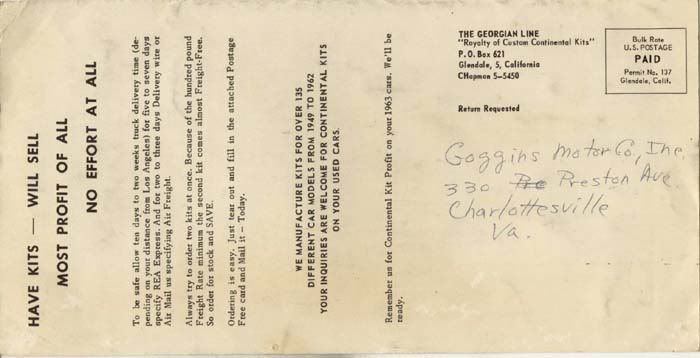 HAVE KITS — WILL SELL
MOST PROFIT OF ALL
NO EFFORT AT ALL
To be safe allow ten days to two weeks truck delivery time (de-
pending on your distance from Los Angeles) for five to seven days
specify REA Express. And for two to three days Delivery wire or
Air Mail us specifying Air Freight.
Always try to order two kits at once. Because of the hundred pound
Freight Rate minimum the second kit comes almost Freight-Free.
So order for stock and SAVE.
Ordering is easy. Just tear out and fill in the attached Postage
Free card and Mail it — Today.
WE MANUFACTURE KITS FOR OVER 135
DIFFERENT CAR MODELS FROM 1949 TO 1962
YOUR INQUIRIES ARE WELCOME FOR CONTINENTAL KITS
ON YOUR USED CARS.
Remember us for Continental Kit Profit on your 1963 cars. We'll be
ready.
THE GEORGIAN LINE
"Royalty of Custom Continental Kits"
P.O. Box 621
Glendale, 5, California
CHapman 5-5450
Return Requested
Bulk Rate
U.S. POSTAGE
PAID
Permit No. 137
Glendale, Calif.
Goggins Motor Co, Inc.
330 Pre Preston Ave
Charlottesville
Va.